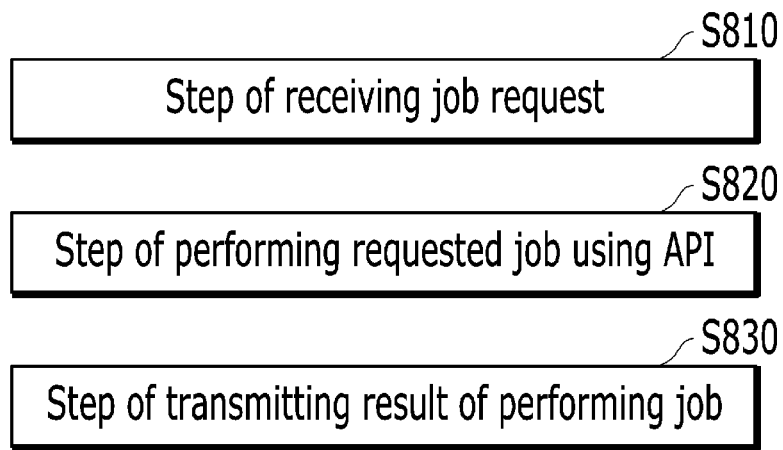 S810
Step of receiving job request
S820
Step of performing requested job using API
S830
Step of transmitting result of performing job